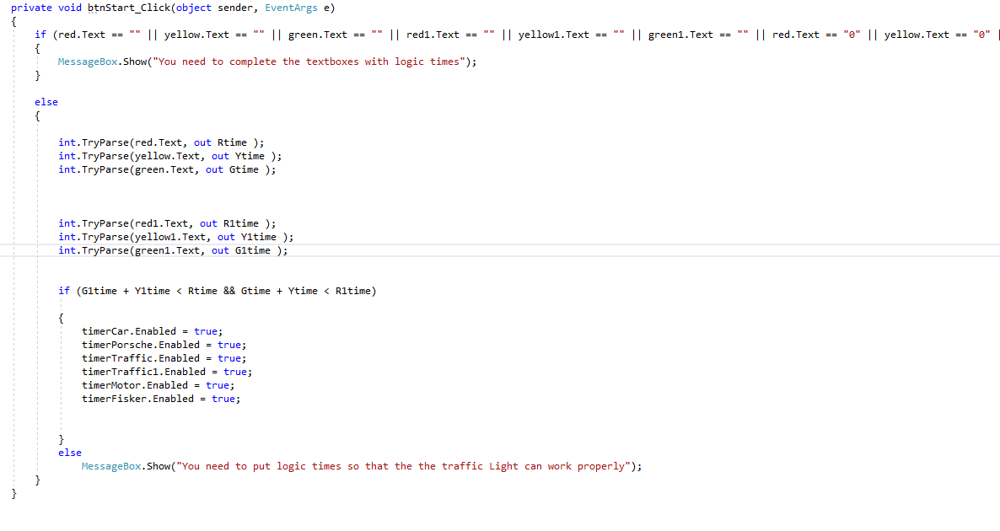 private void btnStart_Click(object sender, EventArgs e)
{
if (red.Text == "" || yellow.Text == "" || green.Text == "" || red1.Text == "" || yellow1.Text == "" || green1.Text == "" || red.Text == "0" || yellow.Text == "0" |
{
MessageBox.Show("You need to complete the textboxes with logic times");
}
else
{
int.TryParse(red.Text, out Rtime );
int.TryParse(yellow.Text, out Ytime );
int.TryParse(green.Text, out Gtime );
int.TryParse(red1.Text, out R1time );
int.TryParse(yellow1.Text, out Y1time );
int.TryParse(green1.Text, out G1time );
if (G1time + Y1time < Rtime && Gtime + Ytime < R1time)
{
timerCar.Enabled = true;
timerPorsche.Enabled = true;
timerTraffic.Enabled = true;
timerTraffic1.Enabled = true;
timerMotor.Enabled = true;
timerFisker.Enabled = true;
}
else
MessageBox.Show("You need to put logic times so that the the traffic Light can work properly");
}
}